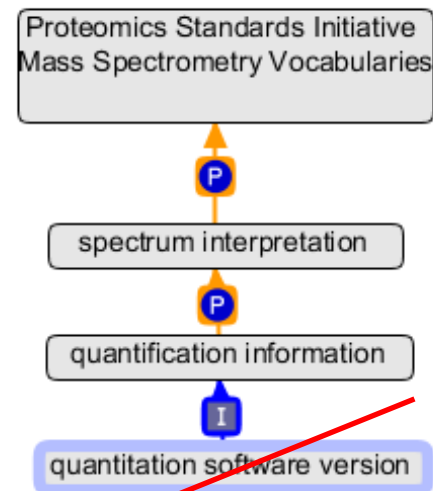 Proteomics Standards Initiative
Mass Spectrometry Vocabularies
P
spectrum interpretation
P
quantification information
I
quantitation software version